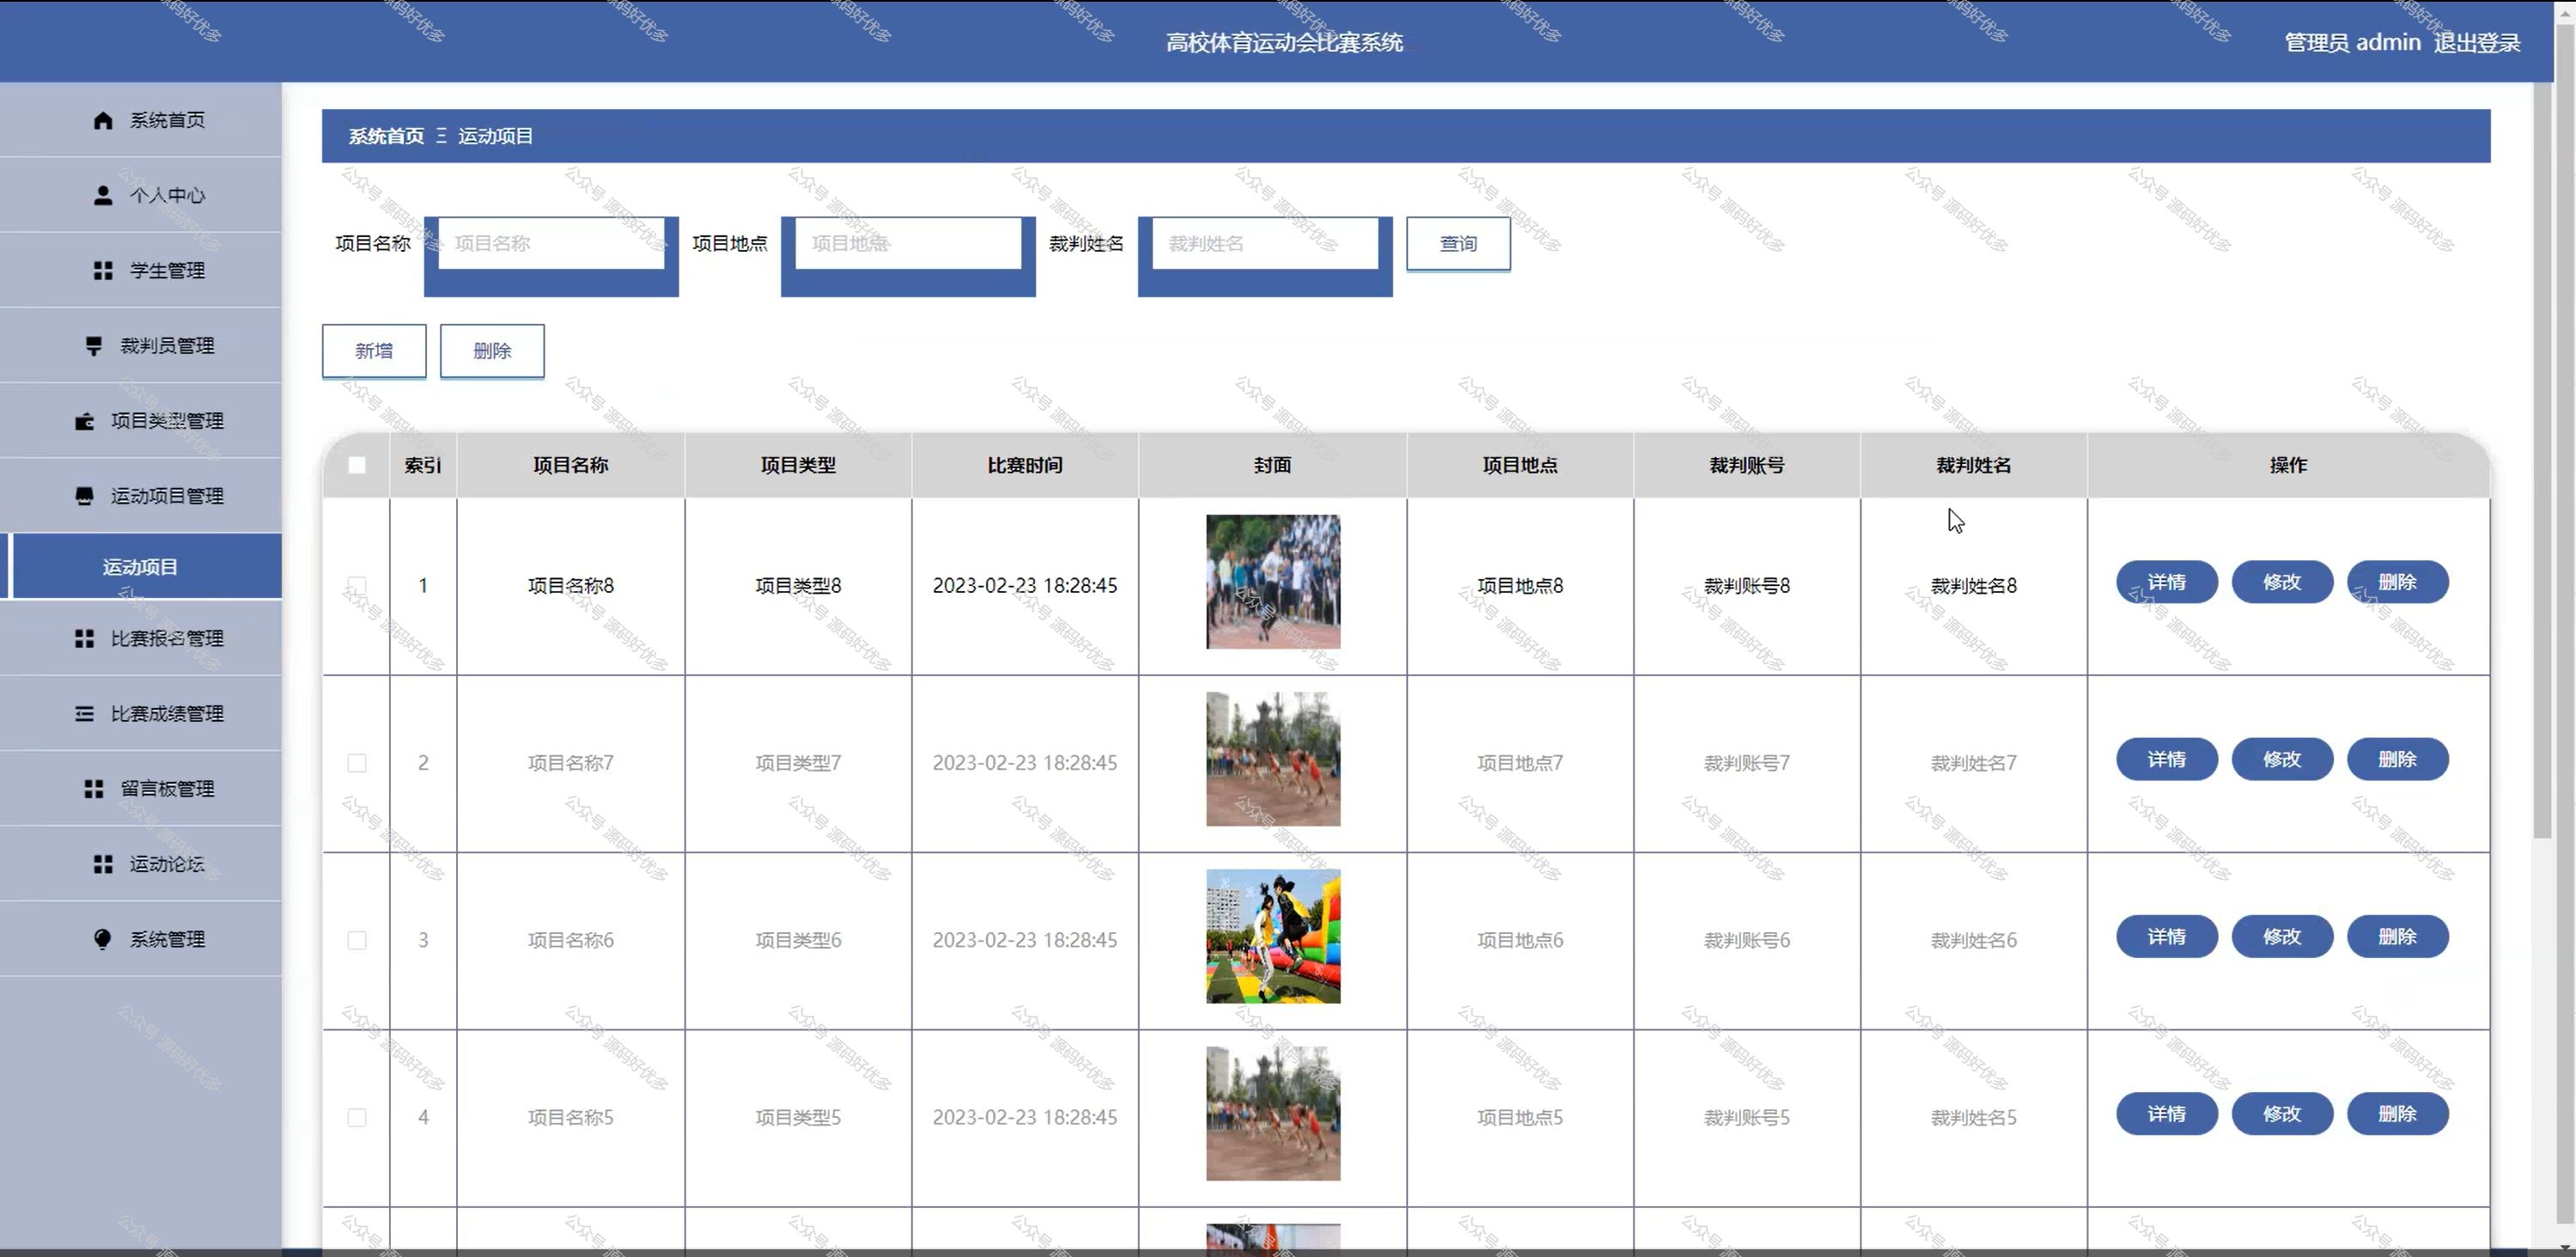 高校体育运动会比赛系统
管理员 admin 退出登录
系统首页
个人中心
学生管理
裁判员管理
项目类型管理
运动项目管理
运动项目
比赛报名管理
比赛成绩管理
留言板管理
运动论坛
系统管理
系统首页 Ξ 运动项目
项目名称 项目名称 项目地点 项目地点 裁判姓名 裁判姓名 查询
新增 删除
索引 项目名称 项目类型 比赛时间 封面 项目地点 裁判账号 裁判姓名 操作
1 项目名称8 项目类型8 2023-02-23 18:28:45 项目地点8 裁判账号8 裁判姓名8 详情 修改 删除
2 项目名称7 项目类型7 2023-02-23 18:28:45 项目地点7 裁判账号7 裁判姓名7 详情 修改 删除
3 项目名称6 项目类型6 2023-02-23 18:28:45 项目地点6 裁判账号6 裁判姓名6 详情 修改 删除
4 项目名称5 项目类型5 2023-02-23 18:28:45 项目地点5 裁判账号5 裁判姓名5 详情 修改 删除
公众号 源码好优多